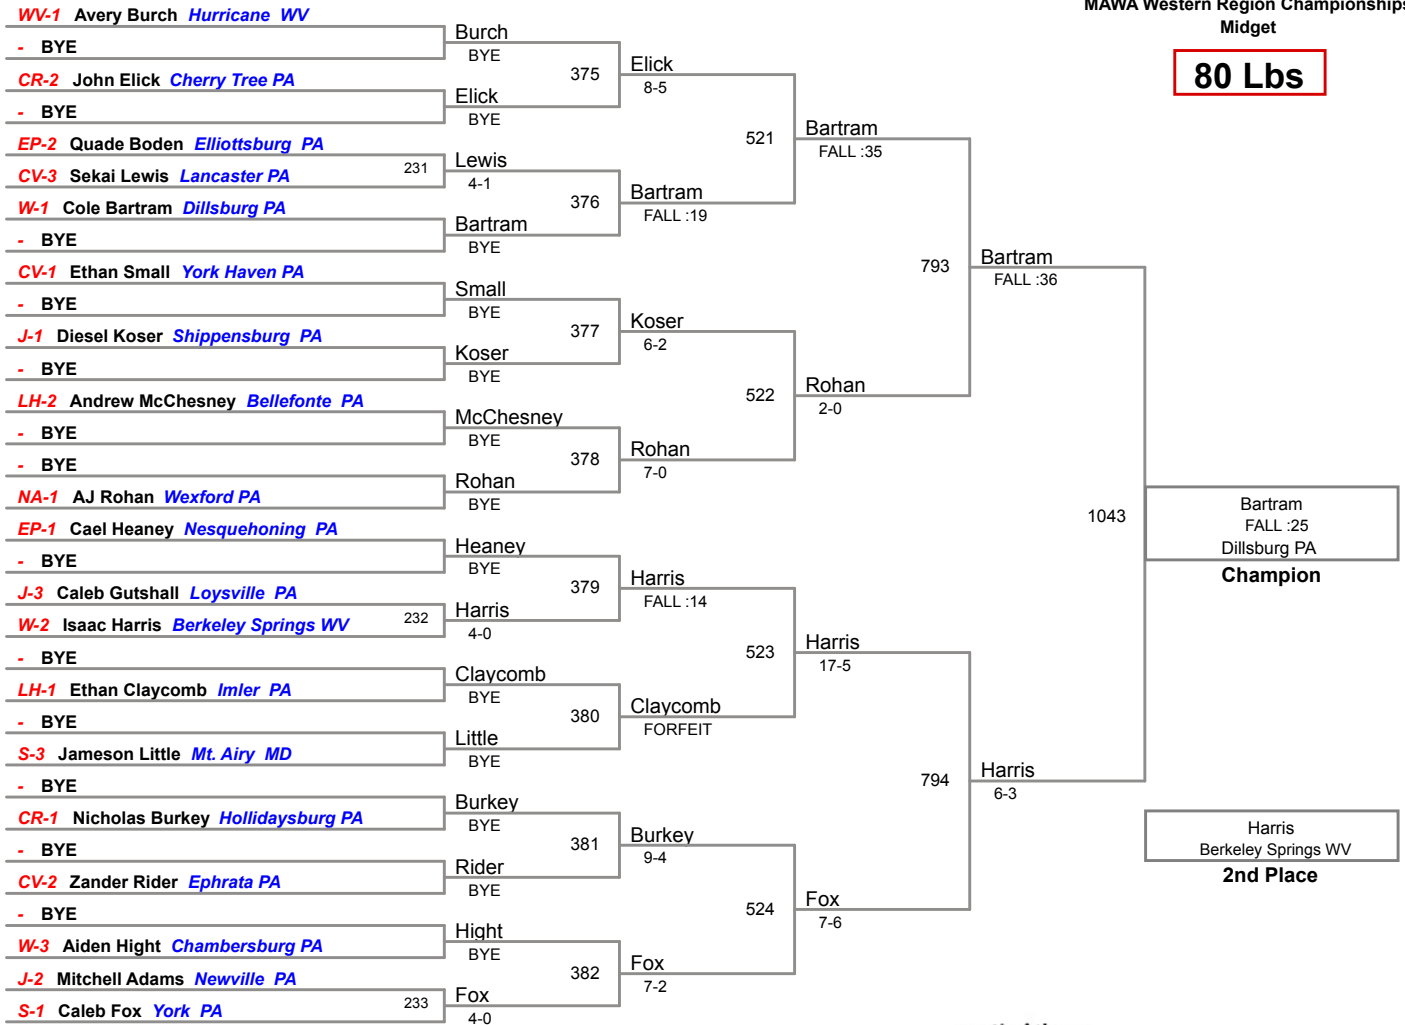 MAWA Western Region Championships
Midget
80 Lbs
WV-1 Avery Burch Hurricane WV
- BYE
CR-2 John Elick Cherry Tree PA
- BYE
EP-2 Quade Boden Elliottsburg PA
CV-3 Sekai Lewis Lancaster PA
W-1 Cole Bartram Dillsburg PA
- BYE
CV-1 Ethan Small York Haven PA
- BYE
J-1 Diesel Koser Shippensburg PA
- BYE
LH-2 Andrew McChesney Bellefonte PA
- BYE
- BYE
NA-1 AJ Rohan Wexford PA
EP-1 Cael Heaney Nesquehoning PA
- BYE
J-3 Caleb Gutshall Loysville PA
W-2 Isaac Harris Berkeley Springs WV
- BYE
LH-1 Ethan Claycomb Imler PA
- BYE
S-3 Jameson Little Mt. Airy MD
- BYE
CR-1 Nicholas Burkey Hollidaysburg PA
- BYE
CV-2 Zander Rider Ephrata PA
- BYE
W-3 Aiden Hight Chambersburg PA
J-2 Mitchell Adams Newville PA
S-1 Caleb Fox York PA
231
232
233
Burch
BYE
Elick
BYE
Lewis
4-1
Bartram
BYE
Small
BYE
Koser
BYE
McChesney
BYE
Rohan
BYE
Heaney
BYE
Harris
4-0
Claycomb
BYE
Little
BYE
Burkey
BYE
Rider
BYE
Hight
BYE
Fox
4-0
375
376
377
378
379
380
381
382
Elick
8-5
Bartram
FALL :19
Koser
6-2
Rohan
7-0
Harris
FALL :14
Claycomb
FORFEIT
Burkey
9-4
Fox
7-2
521
522
523
524
Bartram
FALL :35
Rohan
2-0
Harris
17-5
Fox
7-6
793
794
Bartram
FALL :36
Harris
6-3
1043
Bartram
FALL :25
Dillsburg PA
Champion
Harris
Berkeley Springs WV
2nd Place